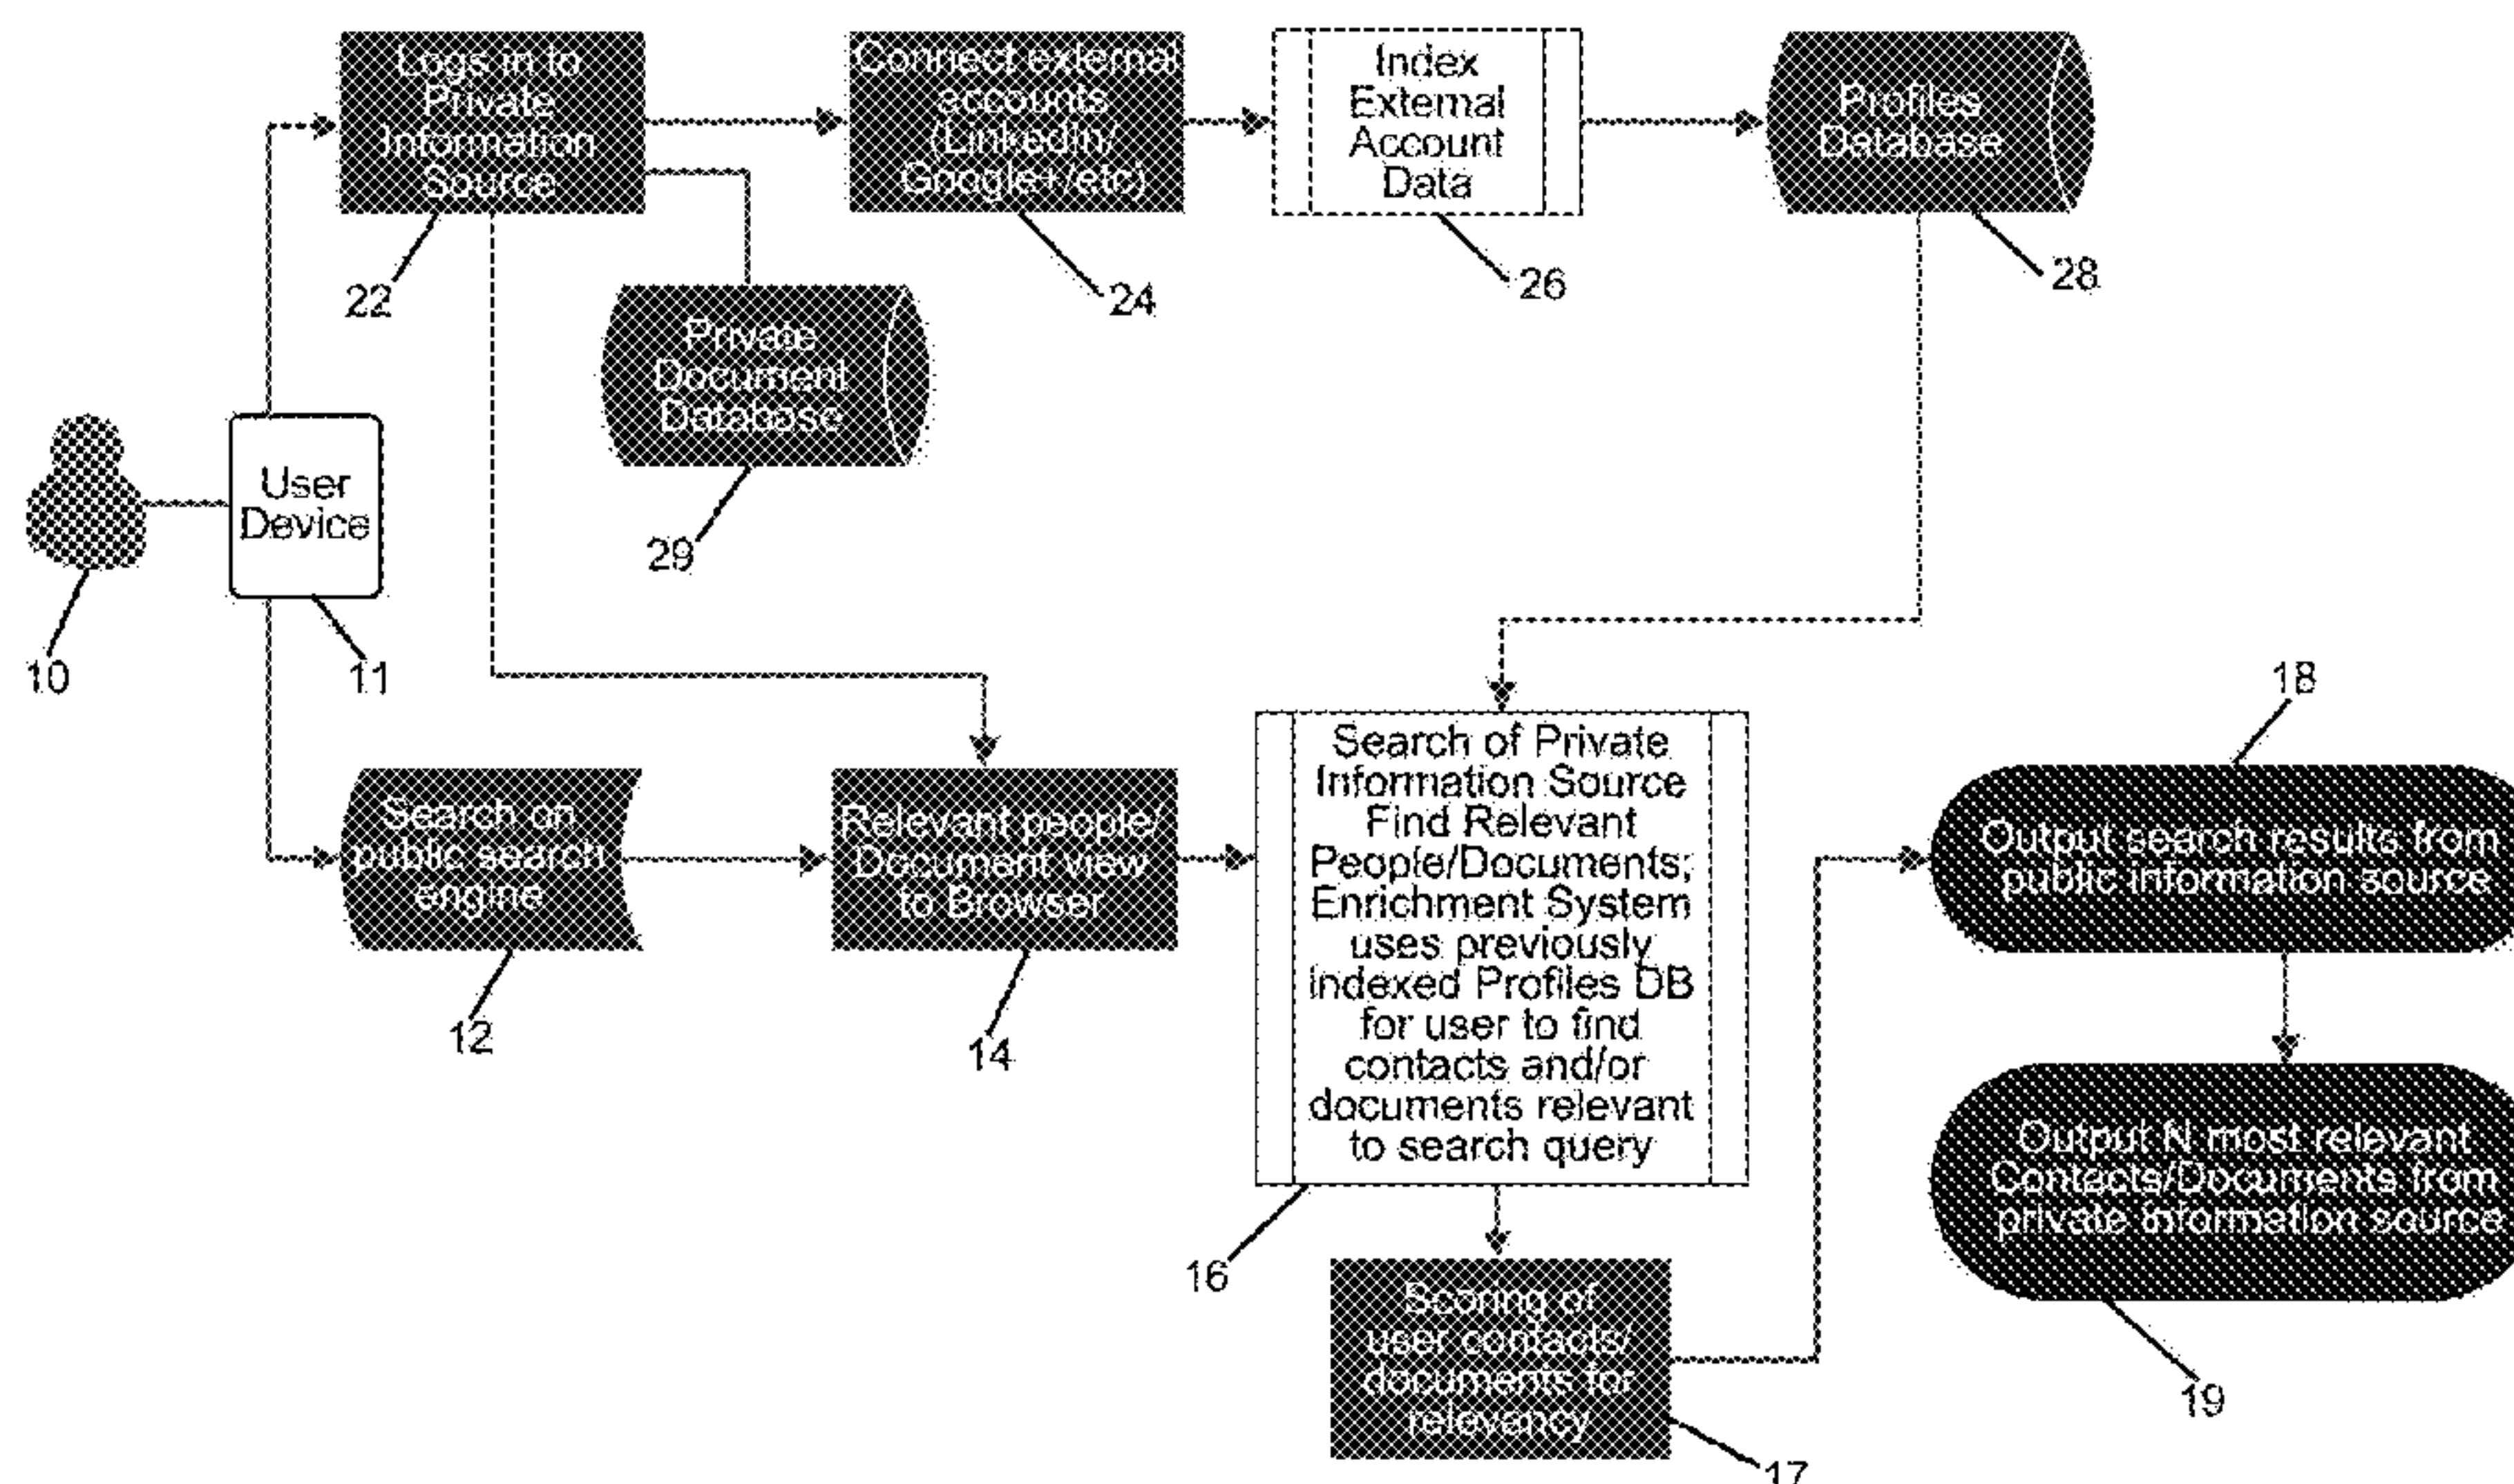 Logs in to
Private
Information
Source
22
Connect external
accounts
(LinkedIn/
Google+/etc)
24
Index
External
Account
Data
26
Profiles
Database
28
Private
Document
Database
29
10
User
Device
11
Search on
public search
engine
12
Relevant people/
Document view
to Browser
14
Search of Private
Information Source
Find Relevant
People/Documents;
Enrichment System
uses previously
indexed Profiles DB
for user to find
contacts and/or
documents relevant
to search query
16
Scoring of
user contacts/
documents for
relevancy
17
18
Output search results from
public information source
Output N most relevant
Contacts/Documents from
private information source
19